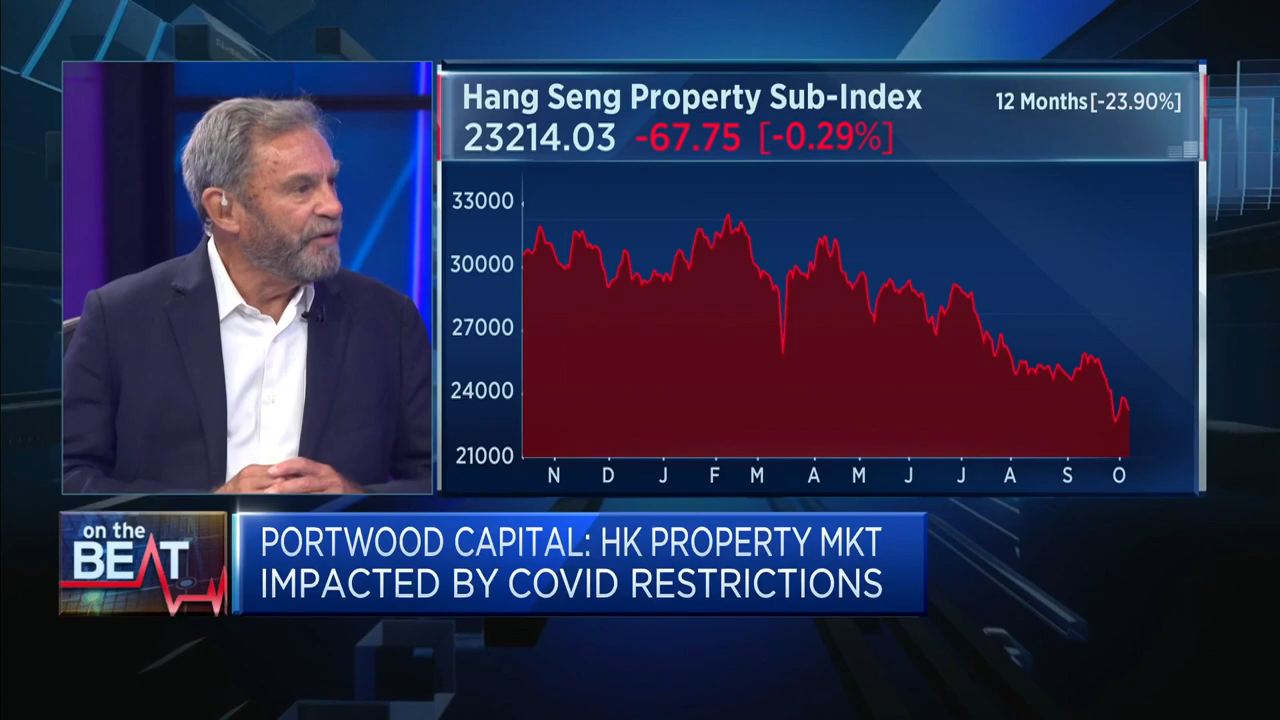 Hang Seng Property Sub-Index
12 Months[-23.90%]
23214.03 -67.75 [-0.29%]
33000
30000
27000
24000
21000
N D J F M A M J J A S O
on the
BEAT
PORTWOOD CAPITAL: HK PROPERTY MKT
IMPACTED BY COVID RESTRICTIONS